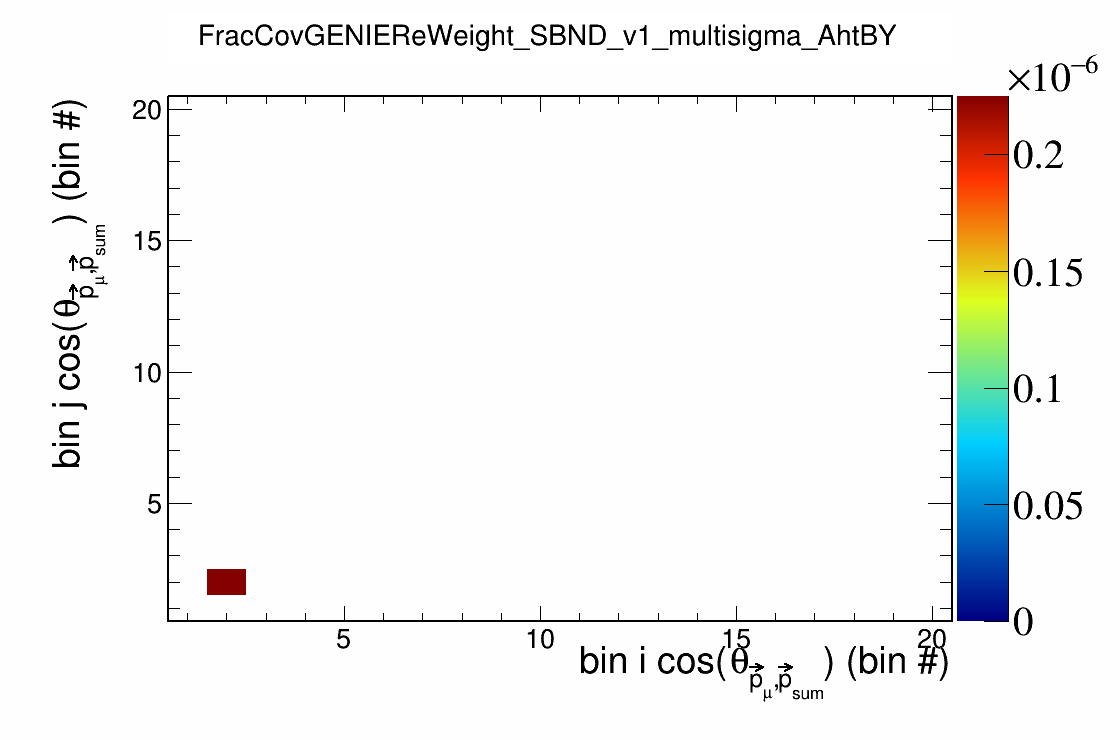 FracCovGENIEReWeight_SBND_v1_multisigma_AhtBY
×10⁻⁶
bin j cos(θ p⃗μ,p⃗sum ) (bin #)
20
15
10
5
0.2
0.15
0.1
0.05
0
5 10 15 20
bin i cos(θ p⃗μ,p⃗sum ) (bin #)